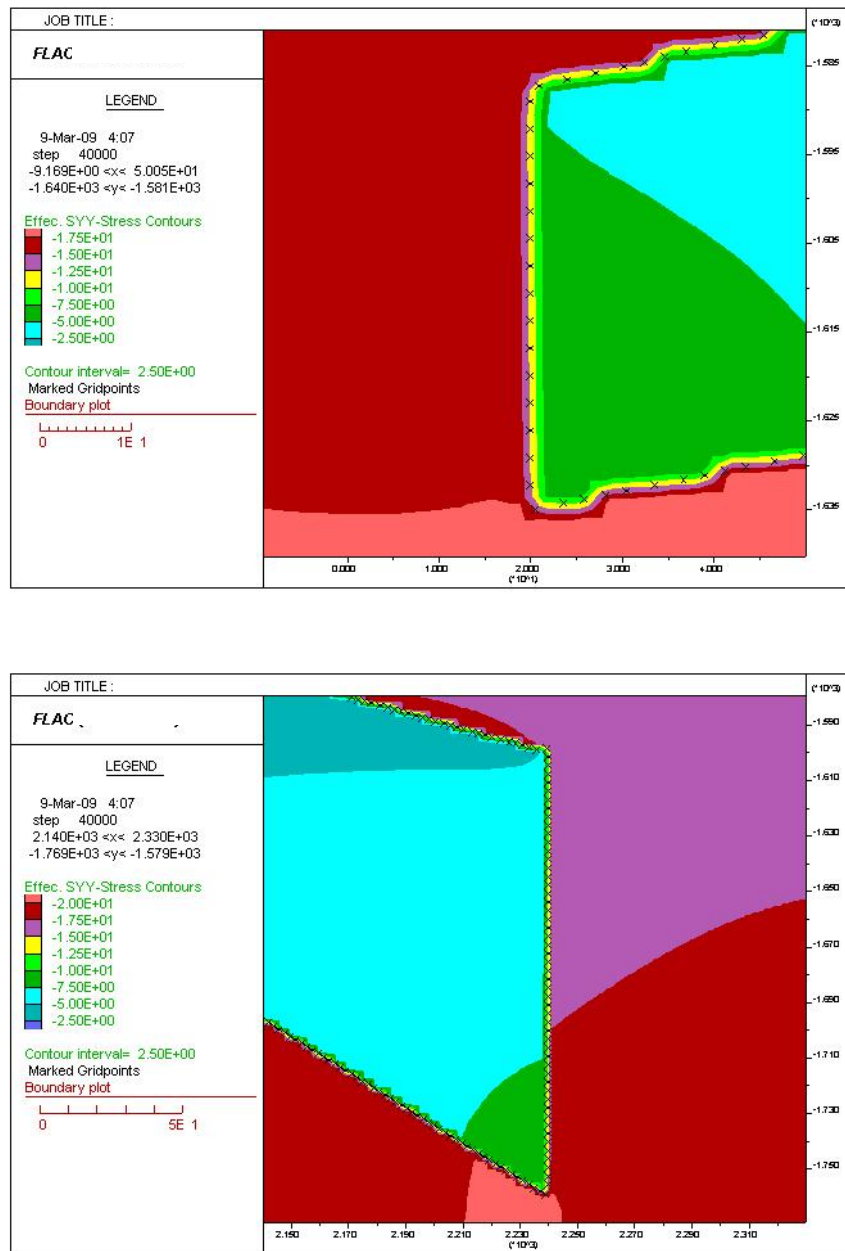 JOB TITLE :
FLAC
LEGEND
9-Mar-09 4:07
step 40000
-9.169E+00 <x< 5.005E+01
-1.640E+03 <y< -1.581E+03
Effec. SYY-Stress Contours
-1.75E+01
-1.50E+01
-1.25E+01
-1.00E+01
-7.50E+00
-5.00E+00
-2.50E+00
Contour interval= 2.50E+00
Marked Gridpoints
Boundary plot
0 1E 1
(*10^3)
-1.585
-1.595
-1.605
-1.615
-1.625
-1.635
0.000 1.000 2.000 3.000 4.000
(*10^1)
JOB TITLE :
FLAC
LEGEND
9-Mar-09 4:07
step 40000
2.140E+03 <x< 2.330E+03
-1.769E+03 <y< -1.579E+03
Effec. SYY-Stress Contours
-2.00E+01
-1.75E+01
-1.50E+01
-1.25E+01
-1.00E+01
-7.50E+00
-5.00E+00
-2.50E+00
Contour interval= 2.50E+00
Marked Gridpoints
Boundary plot
0 5E 1
(*10^3)
-1.590
-1.610
-1.630
-1.650
-1.670
-1.690
-1.710
-1.730
-1.750
2.150 2.170 2.190 2.210 2.230 2.250 2.270 2.290 2.310
(*10^3)